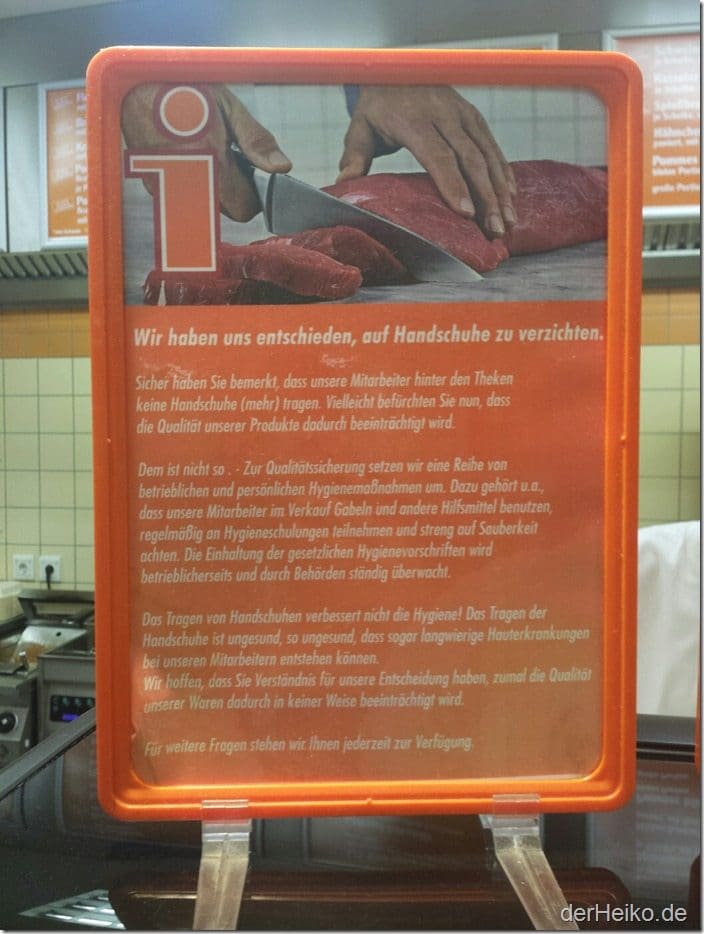 i
Wir haben uns entschieden, auf Handschuhe zu verzichten.
Sicher haben Sie bemerkt, dass unsere Mitarbeiter hinter den Theken
keine Handschuhe (mehr) tragen. Vielleicht befürchten Sie nun, dass
die Qualität unserer Produkte dadurch beeinträchtigt wird.
Dem ist nicht so . - Zur Qualitätssicherung setzen wir eine Reihe von
betrieblichen und persönlichen Hygienemaßnahmen um. Dazu gehört u.a.,
dass unsere Mitarbeiter im Verkauf Gabeln und andere Hilfsmittel benutzen,
regelmäßig an Hygieneschulungen teilnehmen und streng auf Sauberkeit
achten. Die Einhaltung der gesetzlichen Hygienevorschriften wird
betrieblicherseits und durch Behörden ständig überwacht.
Das Tragen von Handschuhen verbessert nicht die Hygiene! Das Tragen der
Handschuhe ist ungesund, so ungesund, dass sogar langwierige Hauterkrankungen
bei unseren Mitarbeitern entstehen können.
Wir hoffen, dass Sie Verständnis für unsere Entscheidung haben, zumal die Qualität
unserer Waren dadurch in keiner Weise beeinträchtigt wird.
Für weitere Fragen stehen wir Ihnen jederzeit zur Verfügung.
Pommes
derHeiko.de